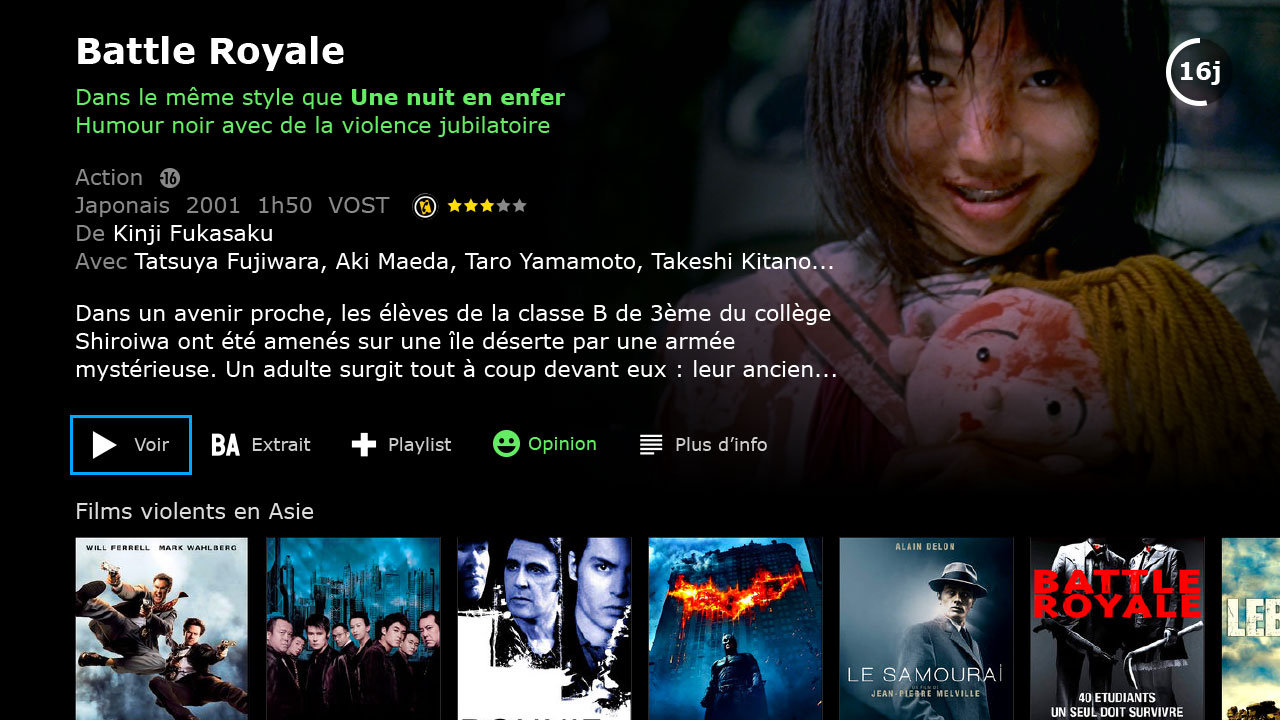 Battle Royale
16j
Dans le même style que Une nuit en enfer
Humour noir avec de la violence jubilatoire
Action 16
Japonais 2001 1h50 VOST
De Kinji Fukasaku
Avec Tatsuya Fujiwara, Aki Maeda, Taro Yamamoto, Takeshi Kitano...
Dans un avenir proche, les élèves de la classe B de 3ème du collège
Shiroiwa ont été amenés sur une île déserte par une armée
mystérieuse. Un adulte surgit tout à coup devant eux : leur ancien...
Voir
BA Extrait
Playlist
Opinion
Plus d’info
Films violents en Asie
WILL FERRELL MARK WAHLBERG
ALAIN DELON
LE SAMOURAÏ
UN FILM DE
JEAN-PIERRE MELVILLE
BATTLE
ROYALE
40 ETUDIANTS
UN SEUL DOIT SURVIVRE